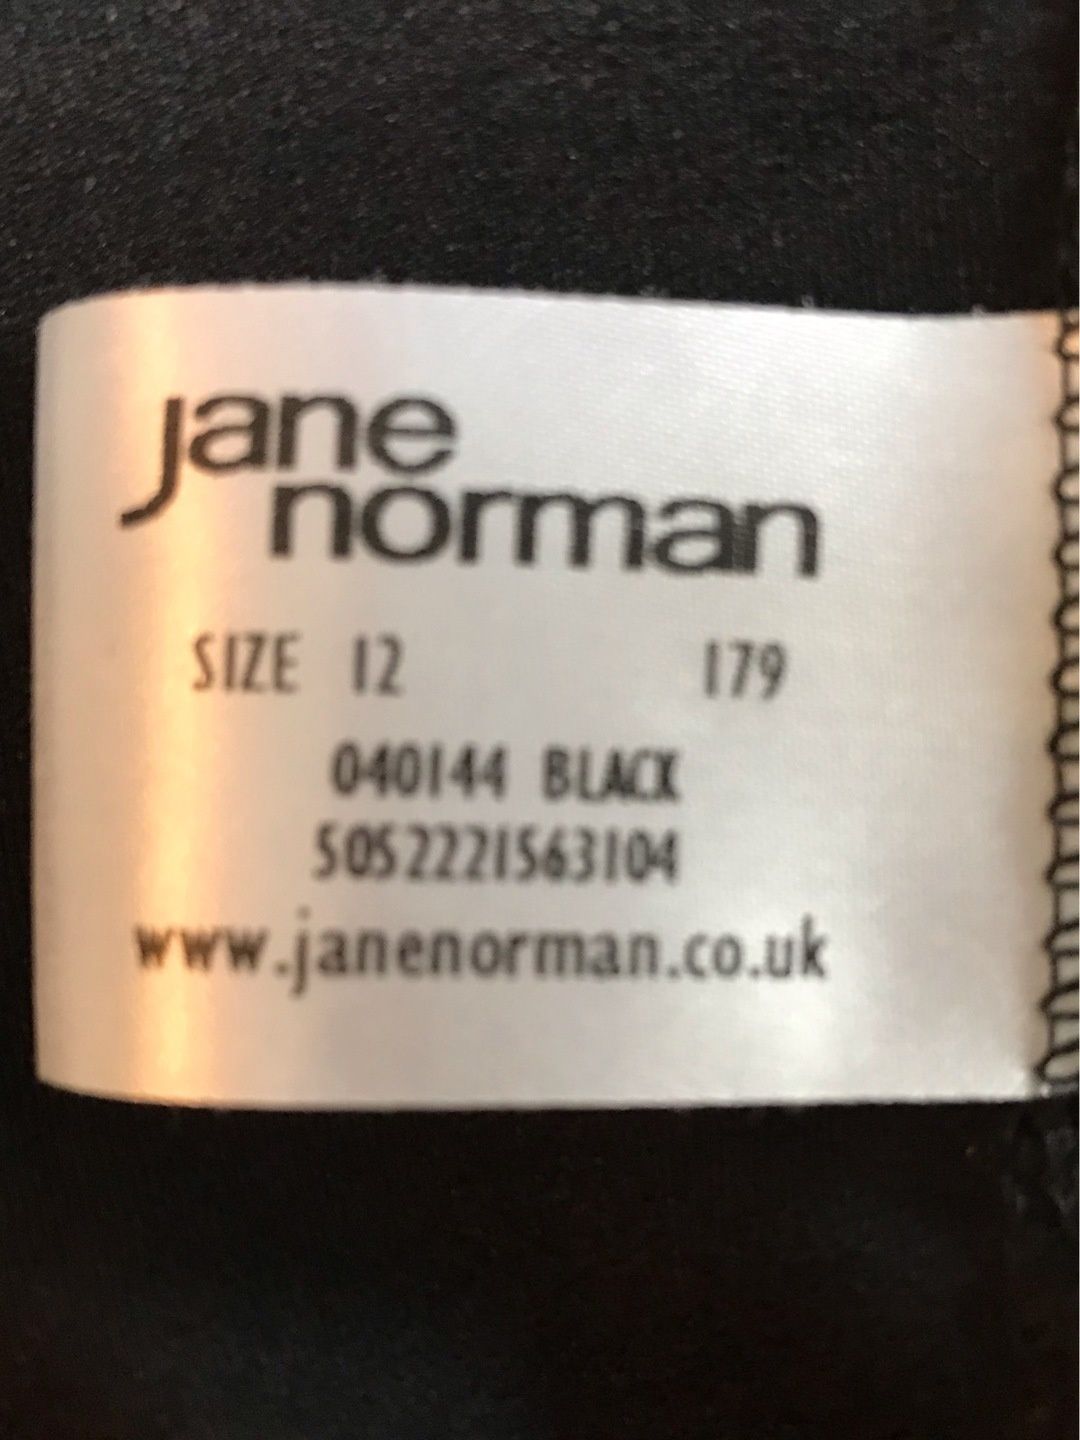 jane
norman
SIZE 12 179
040144 BLACK
5052221563104
www.janenorman.co.uk